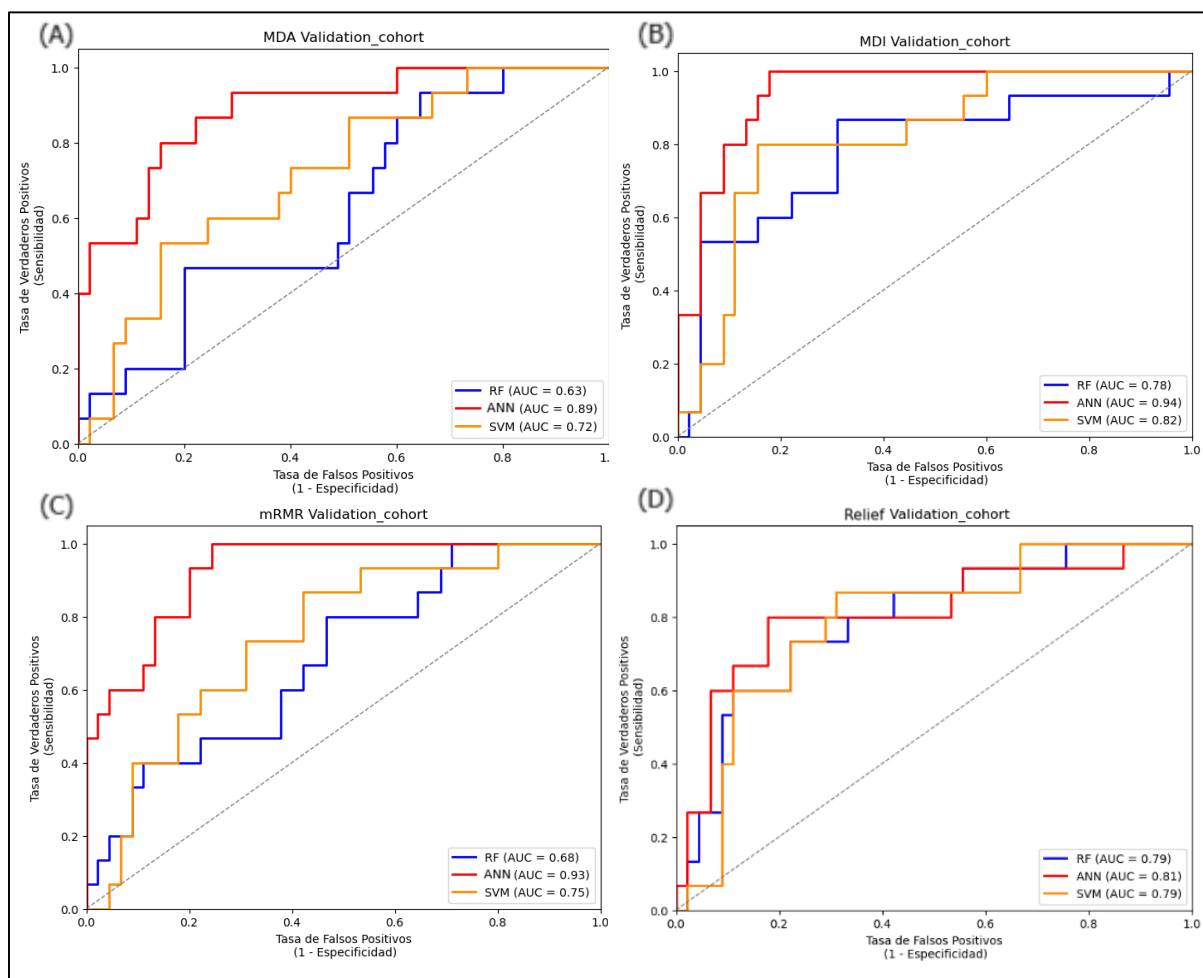 (A)
MDA Validation_cohort
Tasa de Verdaderos Positivos
(Sensibilidad)
1.0
0.8
0.6
0.4
0.2
0.0
RF (AUC = 0.63)
ANN (AUC = 0.89)
SVM (AUC = 0.72)
0.0 0.2 0.4 0.6 0.8 1.
Tasa de Falsos Positivos
(1 - Especificidad)
(B)
MDI Validation_cohort
Tasa de Verdaderos Positivos
(Sensibilidad)
1.0
0.8
0.6
0.4
0.2
0.0
RF (AUC = 0.78)
ANN (AUC = 0.94)
SVM (AUC = 0.82)
0.0 0.2 0.4 0.6 0.8 1.0
Tasa de Falsos Positivos
(1 - Especificidad)
(C)
mRMR Validation_cohort
Tasa de Verdaderos Positivos
(Sensibilidad)
1.0
0.8
0.6
0.4
0.2
0.0
RF (AUC = 0.68)
ANN (AUC = 0.93)
SVM (AUC = 0.75)
0.0 0.2 0.4 0.6 0.8 1.0
Tasa de Falsos Positivos
(1 - Especificidad)
(D)
Relief Validation_cohort
Tasa de Verdaderos Positivos
(Sensibilidad)
1.0
0.8
0.6
0.4
0.2
0.0
RF (AUC = 0.79)
ANN (AUC = 0.81)
SVM (AUC = 0.79)
0.0 0.2 0.4 0.6 0.8 1.0
Tasa de Falsos Positivos
(1 - Especificidad)